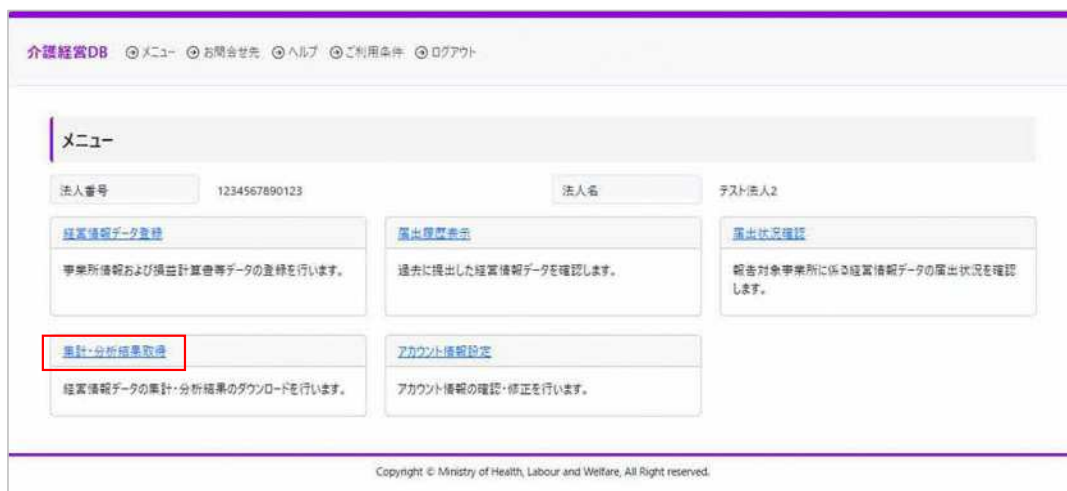 介護経営DB メニュー お問合せ先 ヘルプ ご利用条件 ログアウト
メニュー
法人番号 1234567890123 法人名 テスト法人2
経営情報データ登録 届出履歴表示 届出状況確認
事業所情報および損益計算書等データの登録を行います。 過去に提出した経営情報データを確認します。 報告対象事業所に係る経営情報データの届出状況を確認
します。
集計・分析結果取得 アカウント情報設定
経営情報データの集計・分析結果のダウンロードを行います。 アカウント情報の確認・修正を行います。
Copyright © Ministry of Health, Labour and Welfare, All Right reserved.